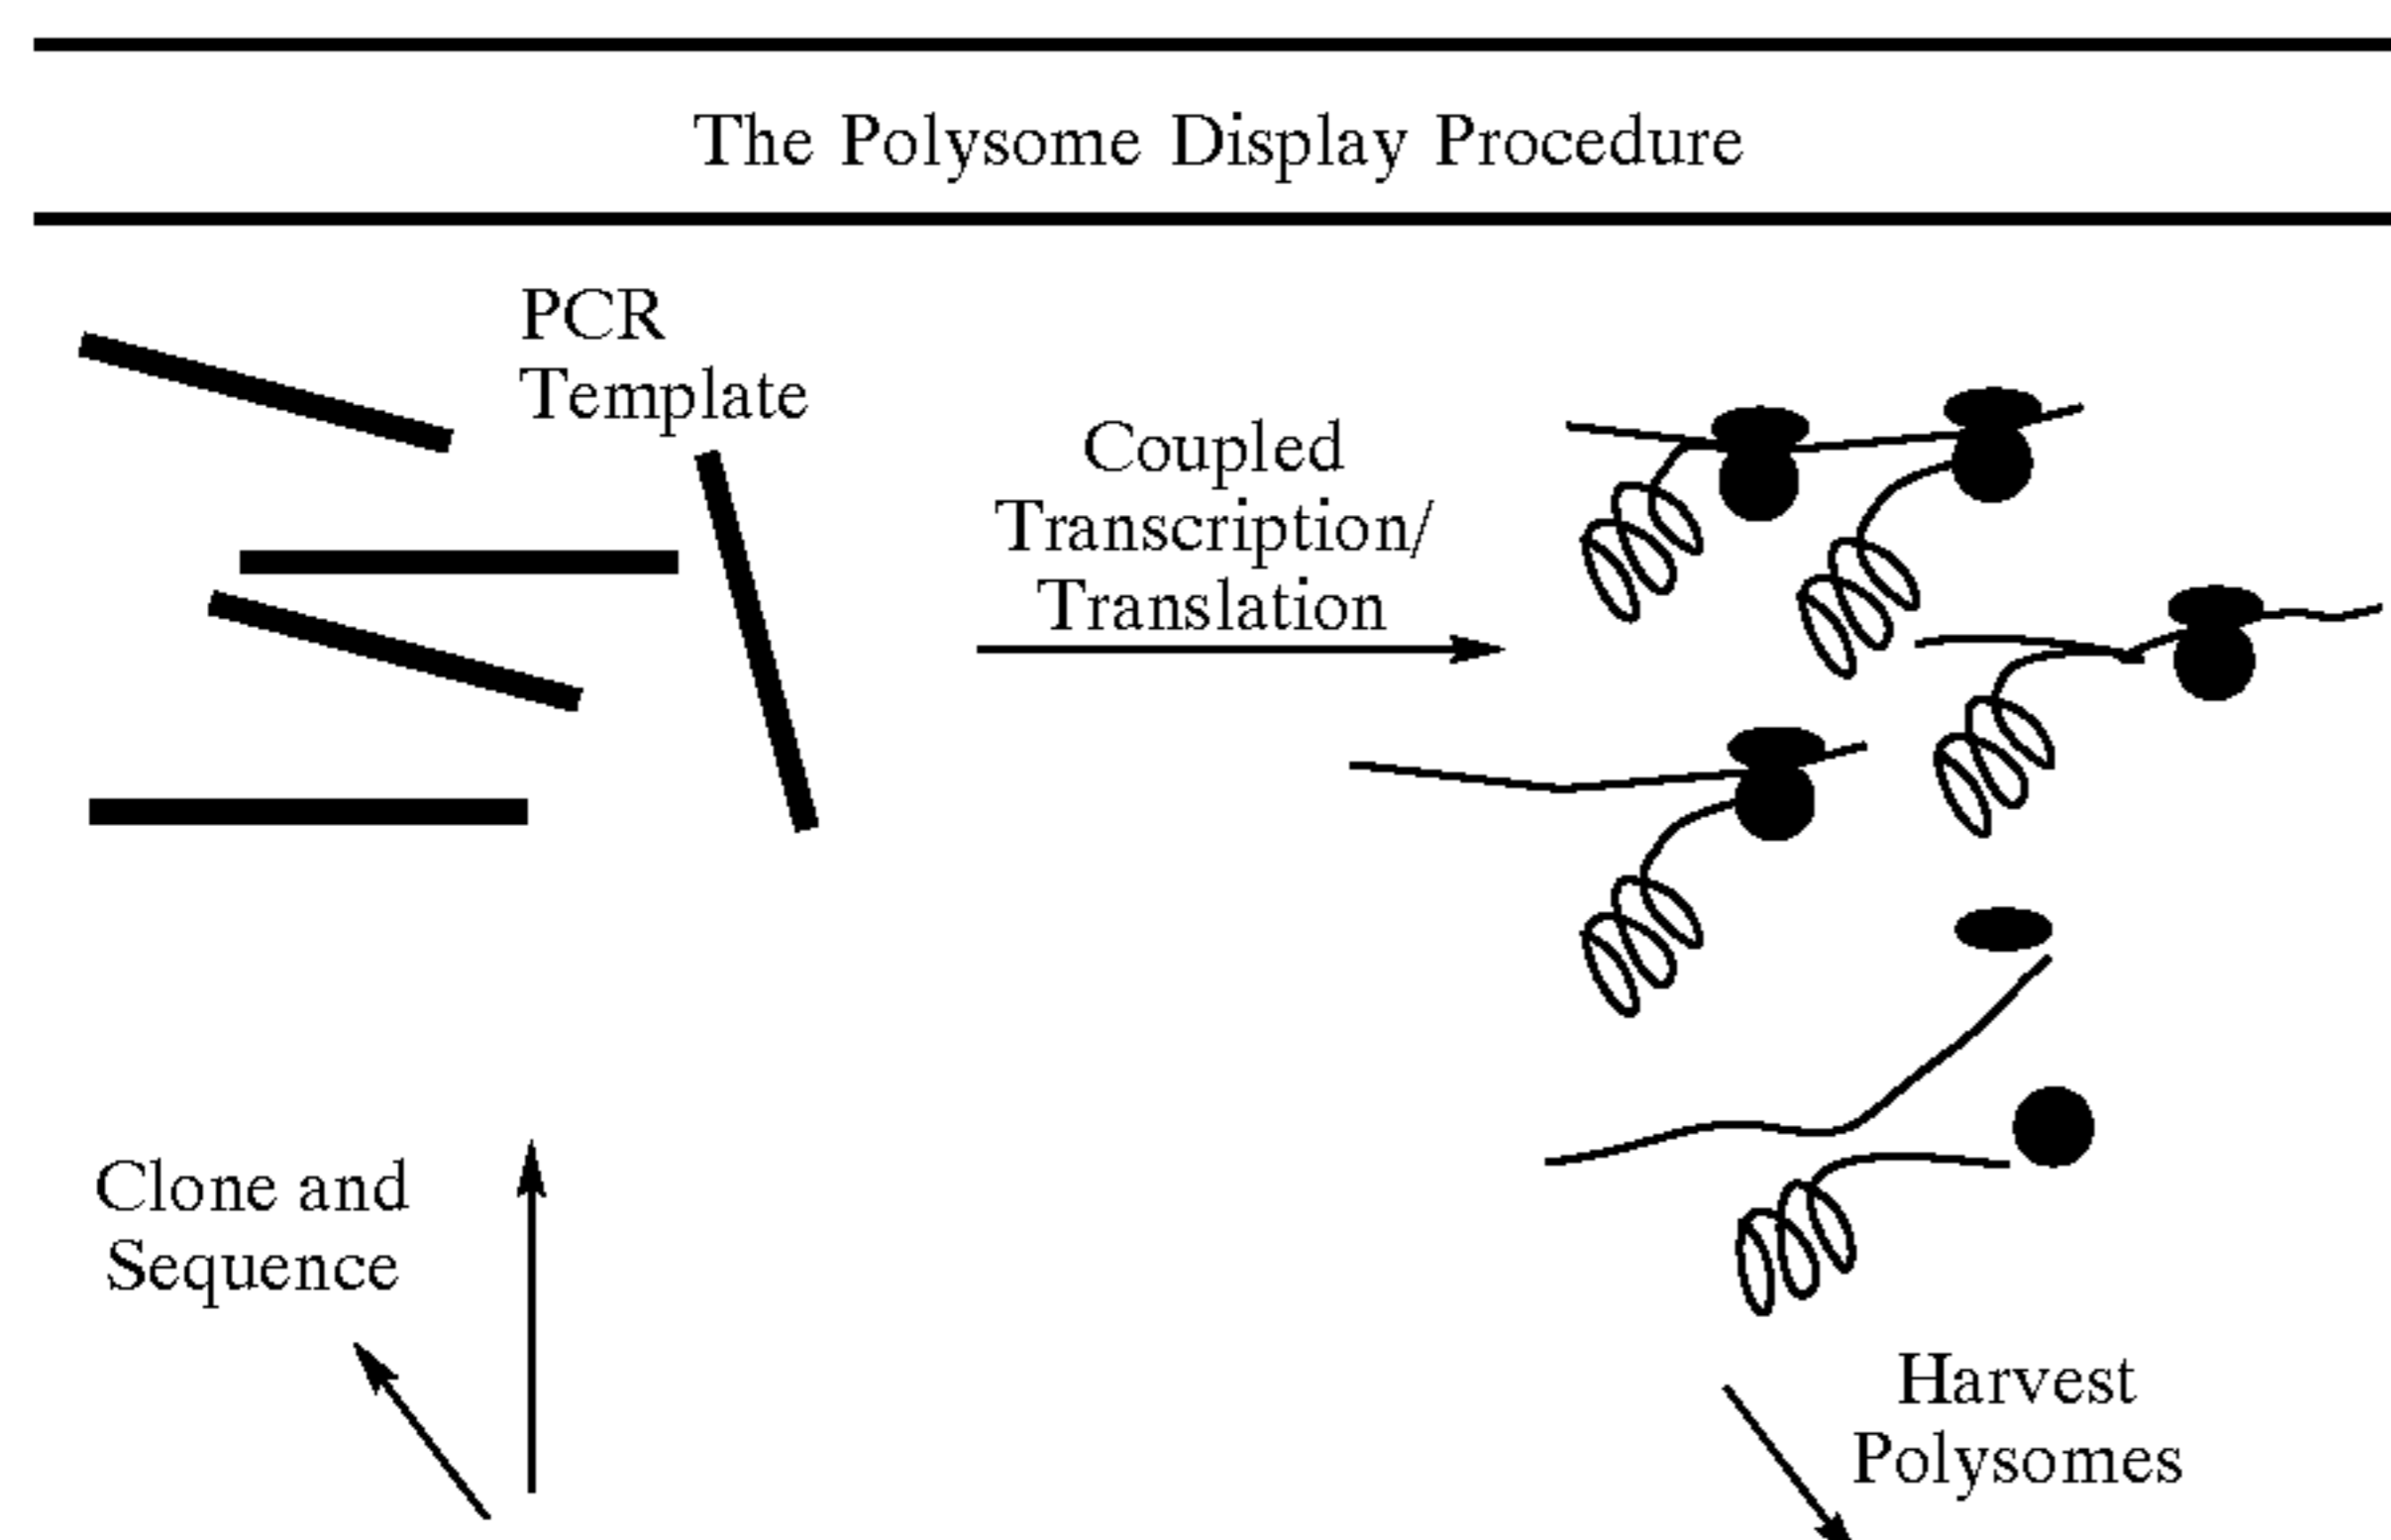 The Polysome Display Procedure
PCR
Template
Coupled
Transcription/
Translation
Clone and
Sequence
Harvest
Polysomes